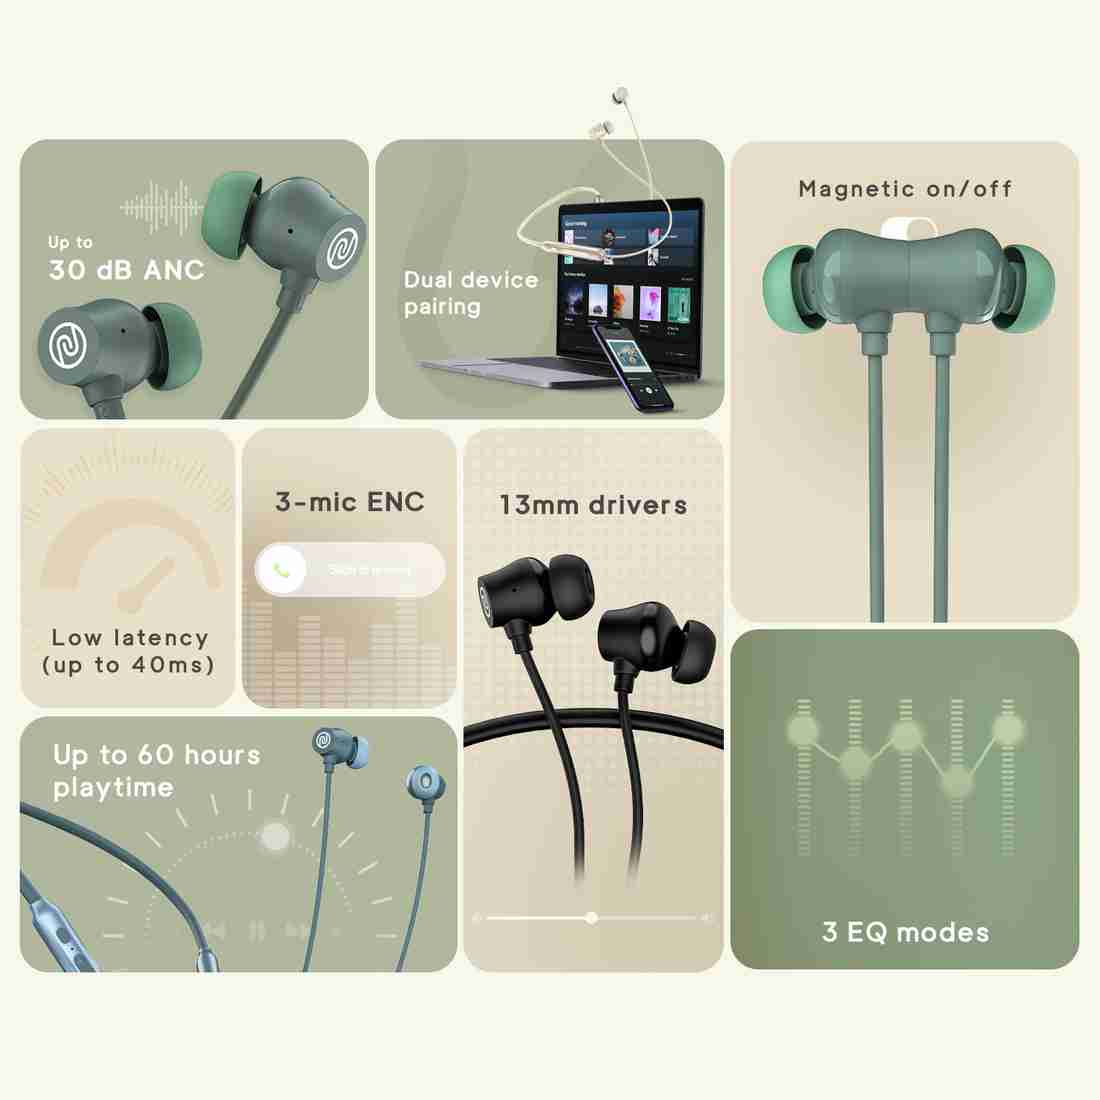 Up to
30 dB ANC
Dual device
pairing
Magnetic on/off
Low latency
(up to 40ms)
3-mic ENC
13mm drivers
Up to 60 hours
playtime
3 EQ modes